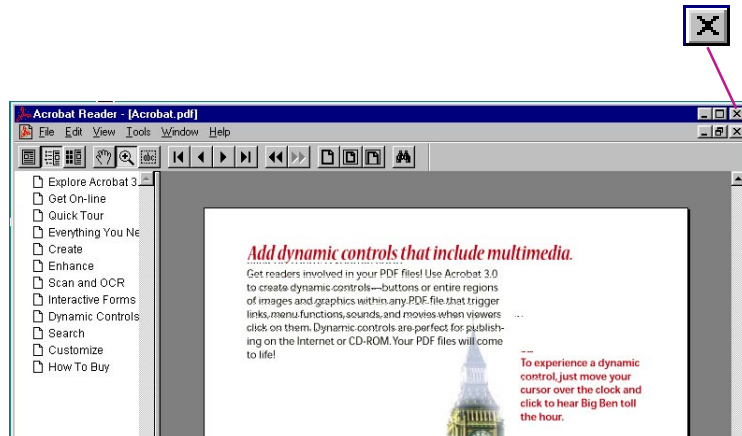 Acrobat Reader - [Acrobat.pdf]
File Edit View Tools Window Help
abc
Explore Acrobat 3.
Get On-line
Quick Tour
Everything You Ne
Create
Enhance
Scan and OCR
Interactive Forms
Dynamic Controls
Search
Customize
How To Buy
Add dynamic controls that include multimedia.
Get readers involved in your PDF files! Use Acrobat 3.0
to create dynamic controls—buttons or entire regions
of images and graphics within any PDF file that trigger
links, menu functions, sounds, and movies when viewers
click on them. Dynamic controls are perfect for publish-
ing on the Internet or CD-ROM. Your PDF files will come
to life!
To experience a dynamic
control, just move your
cursor over the clock and
click to hear Big Ben toll
the hour.